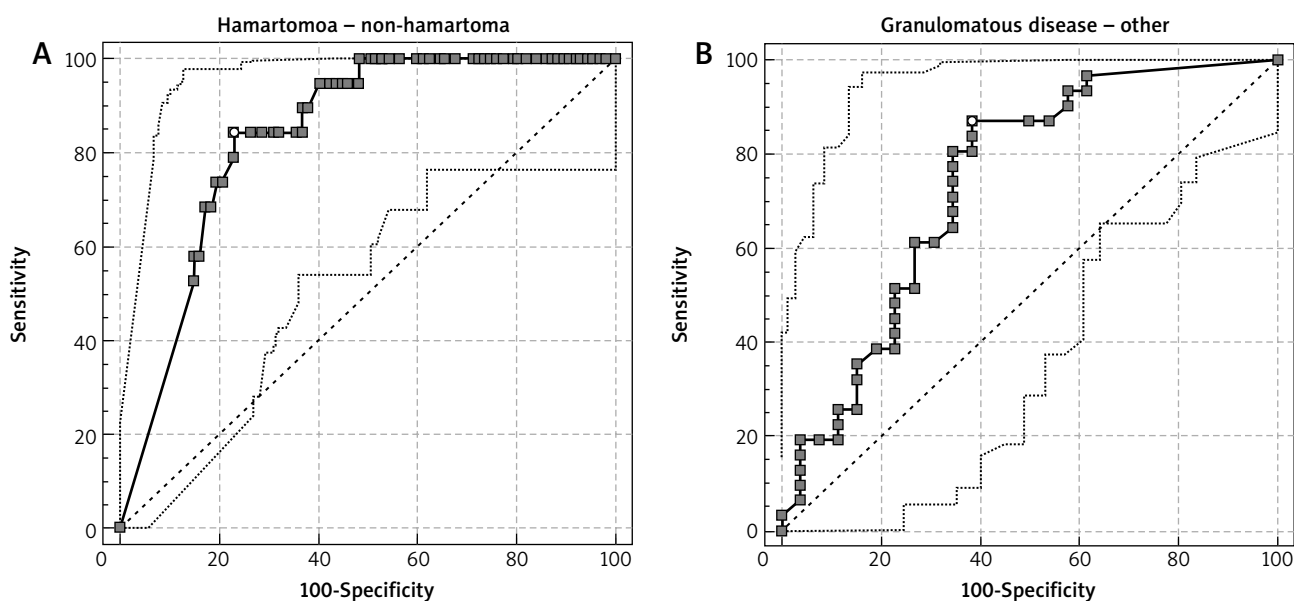 Hamartomoa – non-hamartoma
A
Sensitivity
100
80
60
40
20
0
0 20 40 60 80 100
100-Specificity
Granulomatous disease – other
B
Sensitivity
100
80
60
40
20
0
0 20 40 60 80 100
100-Specificity